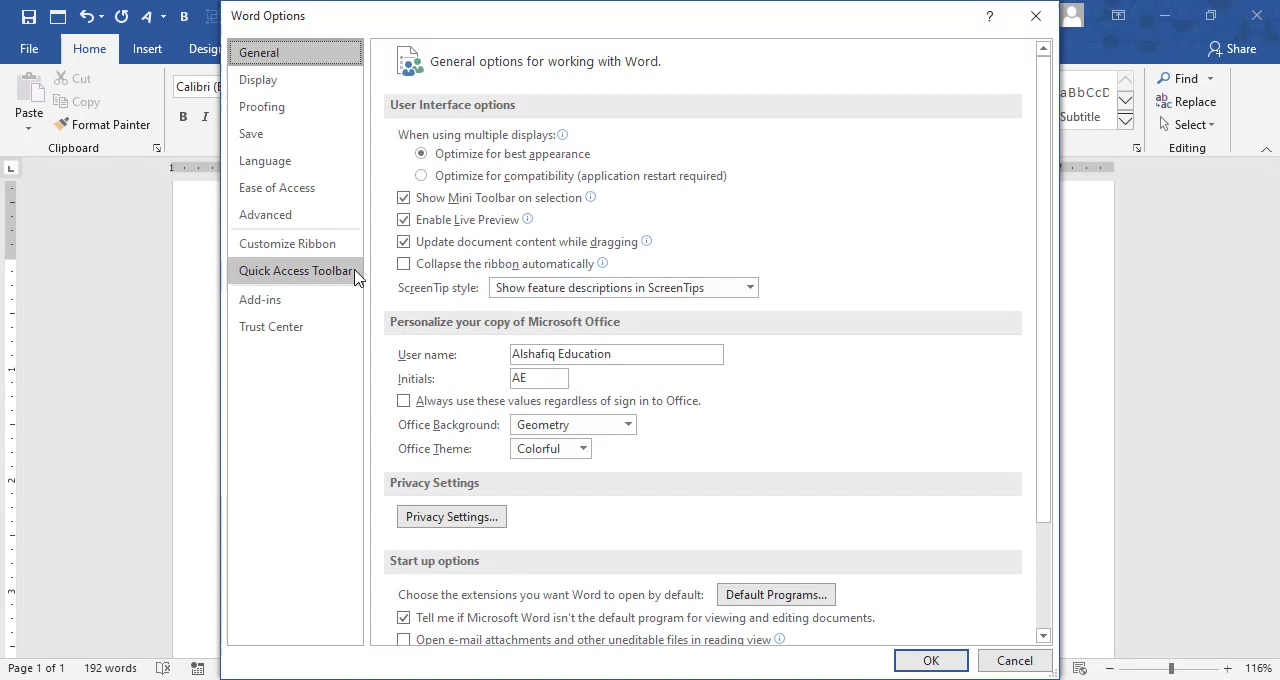 A B Word Options ?
File Home Insert Share
General
Display
Proofing
Save
Language
Ease of Access
Advanced
Customize Ribbon
Quick Access Toolbar
Add-ins
Trust Center
General options for working with Word.
User Interface options
When using multiple displays:
Optimize for best appearance
Optimize for compatibility (application restart required)
Show Mini Toolbar on selection
Enable Live Preview
Update document content while dragging
Collapse the ribbon automatically
ScreenTip style: Show feature descriptions in ScreenTips
Personalize your copy of Microsoft Office
User name: Alshafiq Education
Initials: AE
Always use these values regardless of sign in to Office.
Office Background: Geometry
Office Theme: Colorful
Privacy Settings
Privacy Settings...
Start up options
Choose the extensions you want Word to open by default: Default Programs...
Tell me if Microsoft Word isn't the default program for viewing and editing documents.
Open e-mail attachments and other uneditable files in reading view
OK Cancel
Cut
Copy
Paste
Format Painter
Clipboard
Calibri (
B I
Subtitle
Find
Replace
Select
Editing
1
1
2
3
Page 1 of 1 192 words 116%